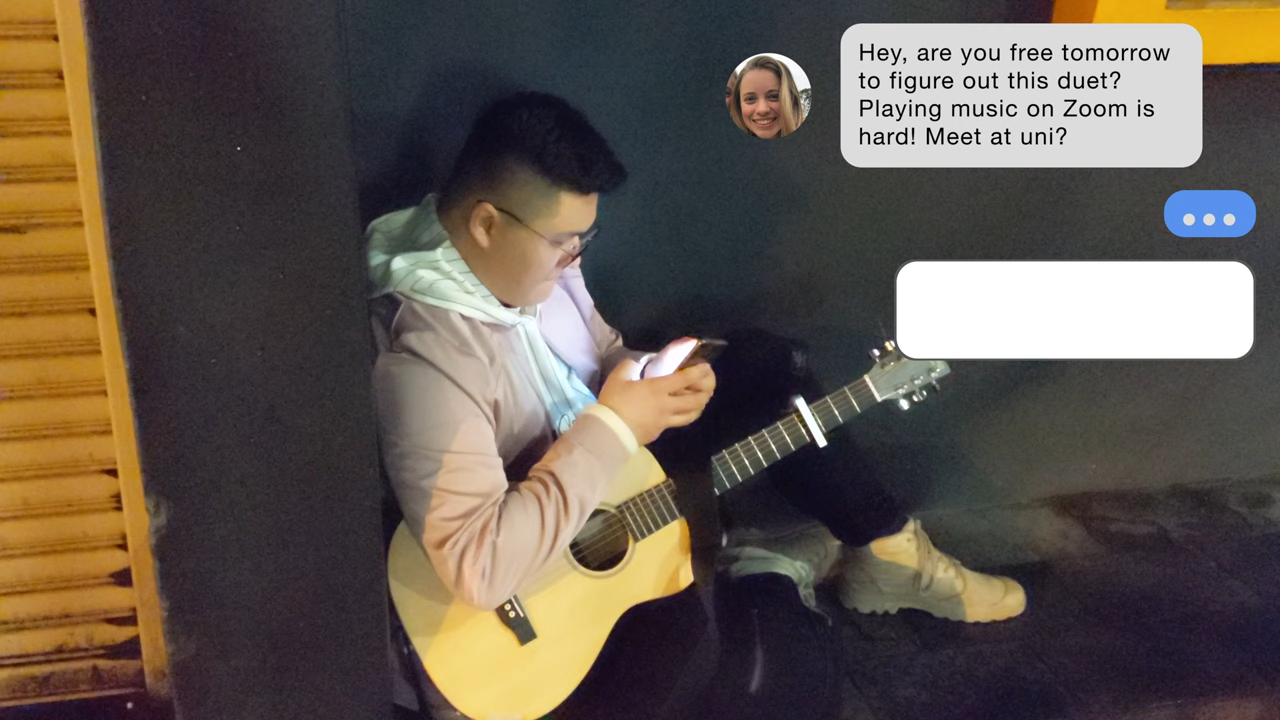 Hey, are you free tomorrow
to figure out this duet?
Playing music on Zoom is
hard! Meet at uni?